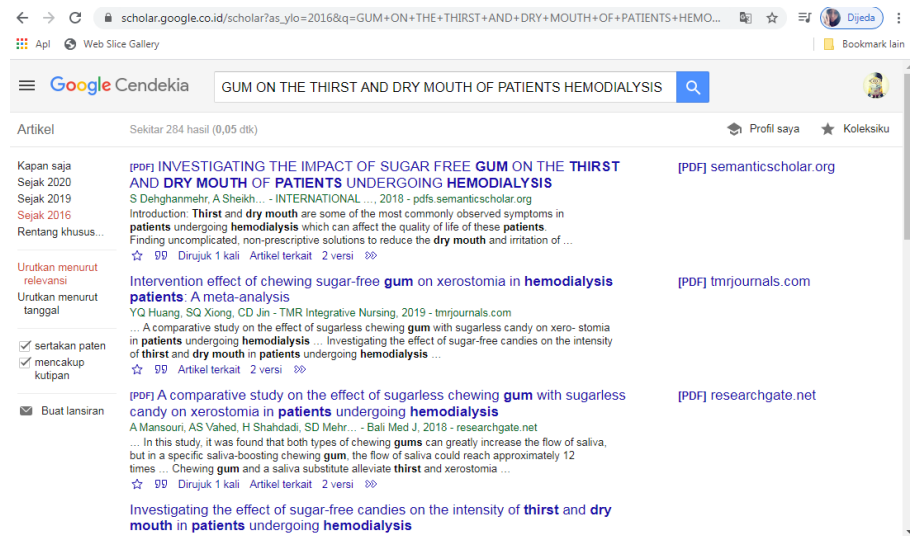 scholar.google.co.id/scholar?as_ylo=2016&q=GUM+ON+THE+THIRST+AND+DRY+MOUTH+OF+PATIENTS+HEMO...
Dijeda
Apl
Web Slice Gallery
Bookmark lain
Google Cendekia
GUM ON THE THIRST AND DRY MOUTH OF PATIENTS HEMODIALYSIS
Artikel
Sekitar 284 hasil (0,05 dtk)
Profil saya
Koleksiku
Kapan saja
Sejak 2020
Sejak 2019
Sejak 2016
Rentang khusus...
Urutkan menurut
relevansi
Urutkan menurut
tanggal
sertakan paten
mencakup
kutipan
Buat lansiran
[PDF] INVESTIGATING THE IMPACT OF SUGAR FREE GUM ON THE THIRST
AND DRY MOUTH OF PATIENTS UNDERGOING HEMODIALYSIS
S Dehghanmehr, A Sheikh... - INTERNATIONAL ..., 2018 - pdfs.semanticscholar.org
Introduction: Thirst and dry mouth are some of the most commonly observed symptoms in
patients undergoing hemodialysis which can affect the quality of life of these patients.
Finding uncomplicated, non-prescriptive solutions to reduce the dry mouth and irritation of ...
Dirujuk 1 kali Artikel terkait 2 versi
[PDF] semanticscholar.org
Intervention effect of chewing sugar-free gum on xerostomia in hemodialysis
patients: A meta-analysis
YQ Huang, SQ Xiong, CD Jin - TMR Integrative Nursing, 2019 - tmrjournals.com
... A comparative study on the effect of sugarless chewing gum with sugarless candy on xero- stomia
in patients undergoing hemodialysis ... Investigating the effect of sugar-free candies on the intensity
of thirst and dry mouth in patients undergoing hemodialysis ...
Artikel terkait 2 versi
[PDF] tmrjournals.com
[PDF] A comparative study on the effect of sugarless chewing gum with sugarless
candy on xerostomia in patients undergoing hemodialysis
A Mansouri, AS Vahed, H Shahdadi, SD Mehr... - Bali Med J, 2018 - researchgate.net
... In this study, it was found that both types of chewing gums can greatly increase the flow of saliva,
but in a specific saliva-boosting chewing gum, the flow of saliva could reach approximately 12
times ... Chewing gum and a saliva substitute alleviate thirst and xerostomia ...
Dirujuk 1 kali Artikel terkait 2 versi
[PDF] researchgate.net
Investigating the effect of sugar-free candies on the intensity of thirst and dry
mouth in patients undergoing hemodialysis